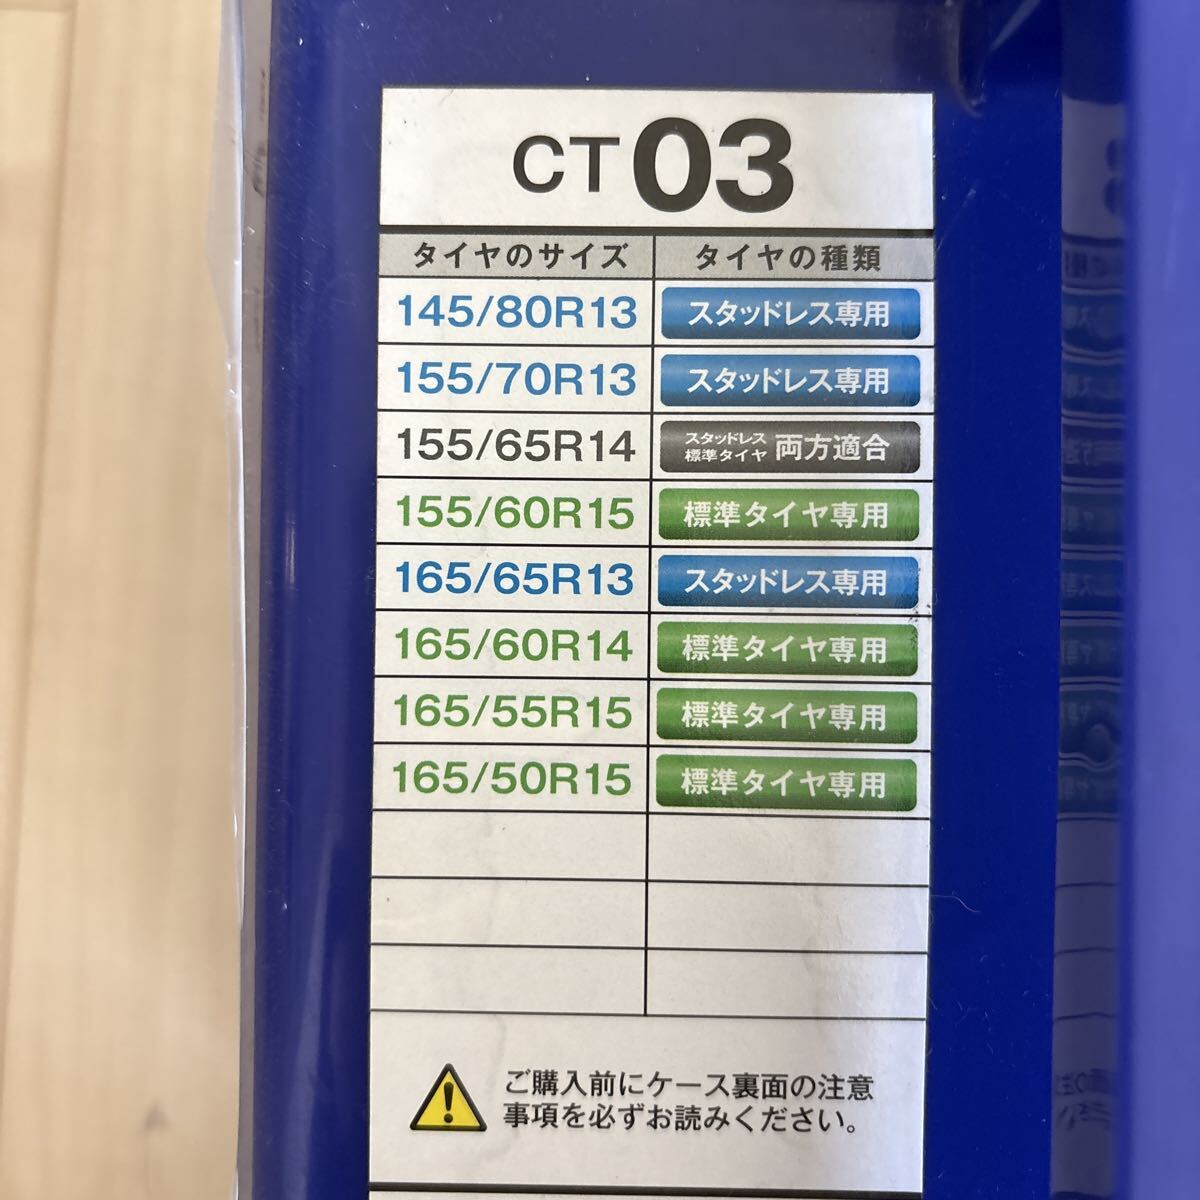 CT03
タイヤのサイズ タイヤの種類
145/80R13 スタッドレス専用
155/70R13 スタッドレス専用
155/65R14 スタッドレス 標準タイヤ 両方適合
155/60R15 標準タイヤ専用
165/65R13 スタッドレス専用
165/60R14 標準タイヤ専用
165/55R15 標準タイヤ専用
165/50R15 標準タイヤ専用
ご購入前にケース裏面の注意
事項を必ずお読みください。